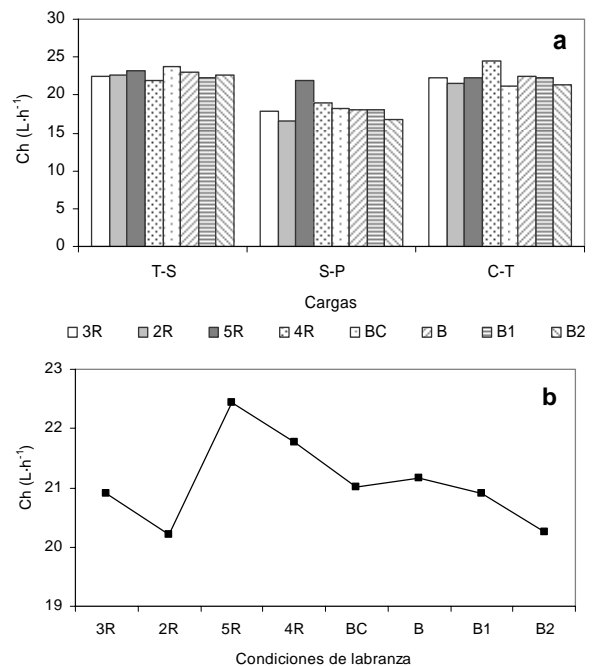 30
a
25
20
15
10
5
0
Ch (L·h⁻¹)
T-S S-P C-T
Cargas
3R 2R 5R 4R BC B B1 B2
23
b
22
21
20
19
Ch (L·h⁻¹)
3R 2R 5R 4R BC B B1 B2
Condiciones de labranza